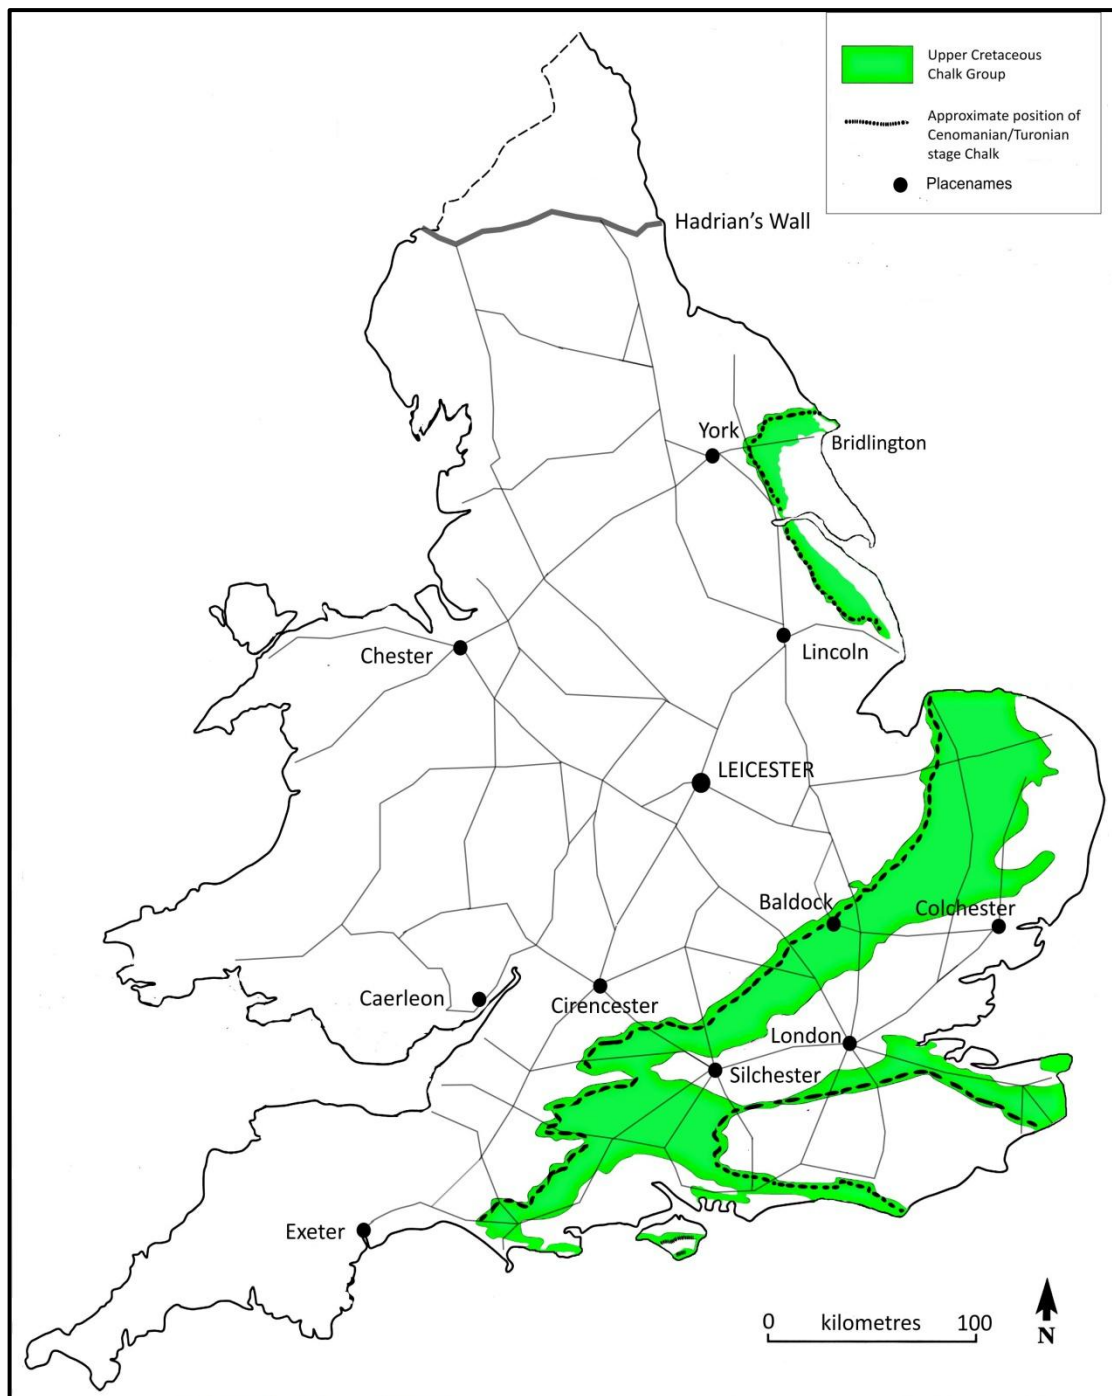 Upper Cretaceous
Chalk Group
Approximate position of
Cenomanian/Turonian
stage Chalk
Placenames
Hadrian's Wall
York
Bridlington
Lincoln
Chester
LEICESTER
Baldock
Colchester
Caerleon
Cirencester
London
Silchester
Exeter
0 kilometres 100
N